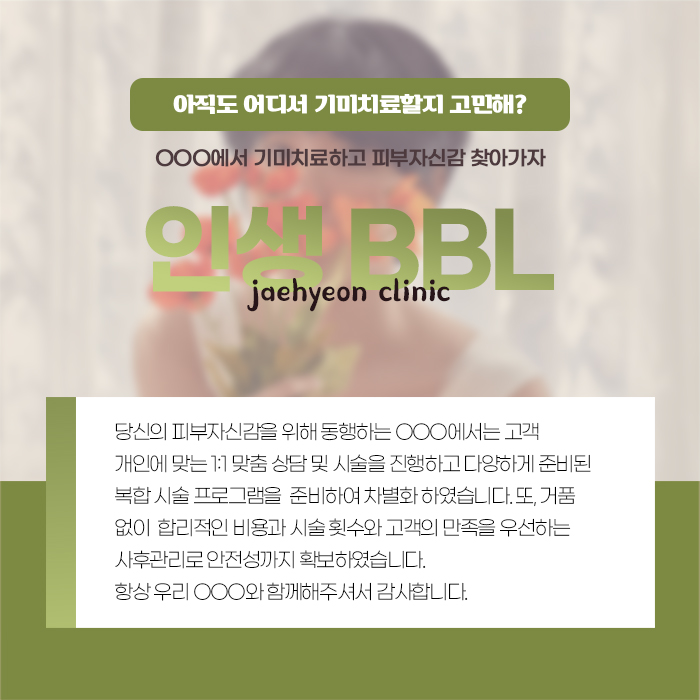 아직도 어디서 기미치료할지 고민해?
OOO에서 기미치료하고 피부자신감 찾아가자
인생 BBL
jaehyeon clinic
당신의 피부자신감을 위해 동행하는 OOO에서는 고객
개인에 맞는 1:1 맞춤 상담 및 시술을 진행하고 다양하게 준비된
복합 시술 프로그램을 준비하여 차별화 하였습니다. 또, 거품
없이 합리적인 비용과 시술 횟수와 고객의 만족을 우선하는
사후관리로 안전성까지 확보하였습니다.
항상 우리 OOO와 함께해주셔서 감사합니다.